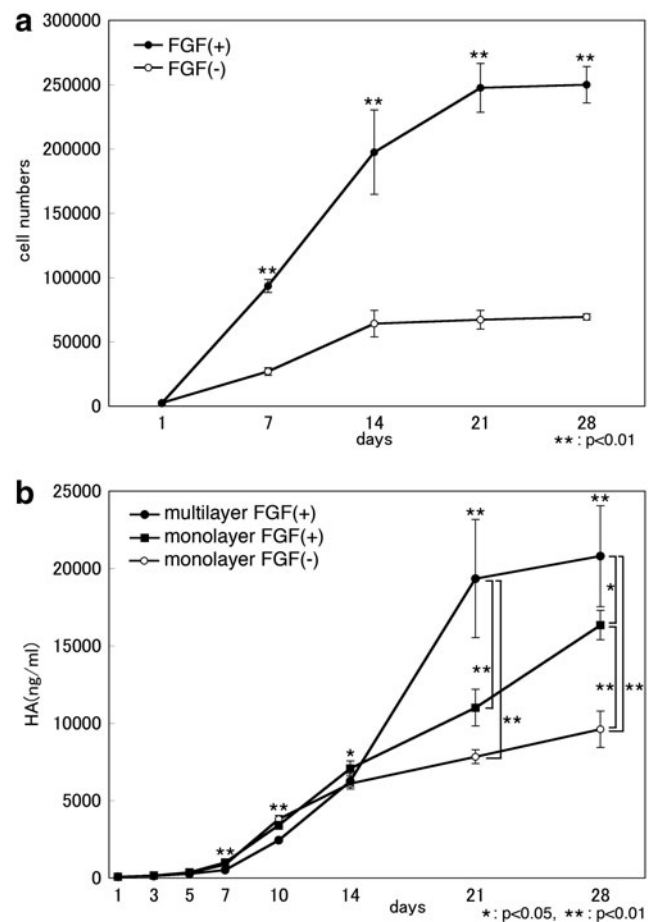 a
300000
250000
200000
150000
100000
50000
0
cell numbers
FGF(+)
FGF(-)
**
**
**
**
1 7 14 21 28
days
** : p<0.01
b
25000
20000
15000
10000
5000
0
HA(ng/ml)
multilayer FGF(+)
monolayer FGF(+)
monolayer FGF(-)
**
**
*
**
**
*
**
**
**
**
1 3 5 7 10 14 21 28
days
* : p<0.05, ** : p<0.01